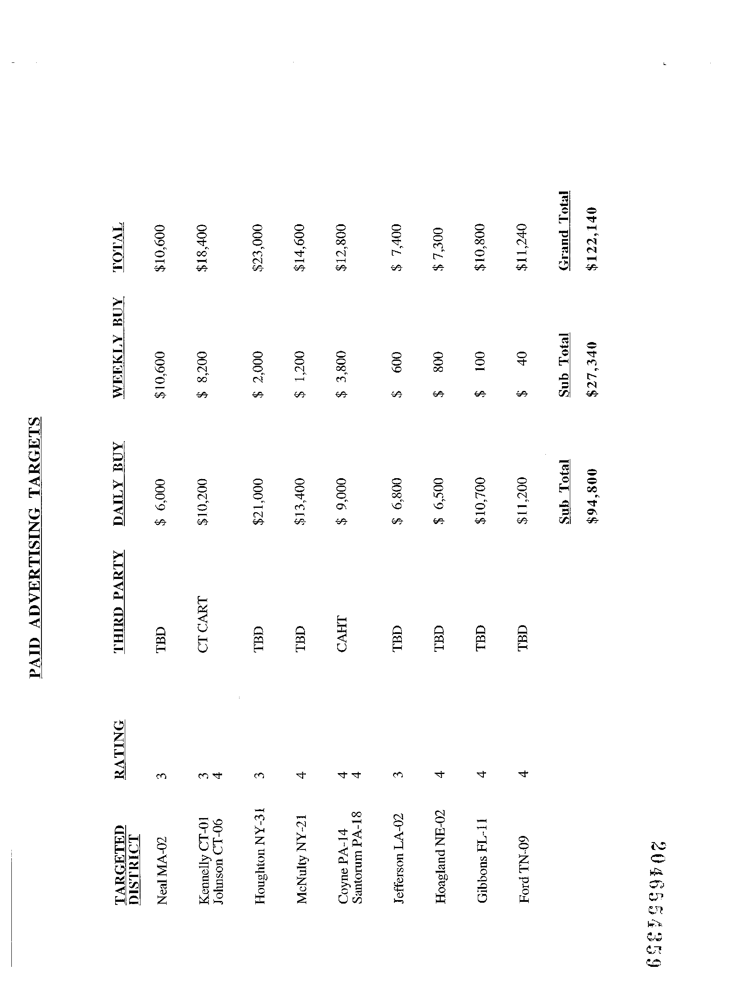 PAID ADVERTISING TARGETS
TARGETED DISTRICT RATING THIRD PARTY DAILY BUY WEEKLY BUY TOTAL
Neal MA-02 3 TBD $ 6,000 $10,600 $10,600
Kennelly CT-01 3 CT CART $10,200 $ 8,200 $18,400
Johnson CT-06 4
Houghton NY-31 3 TBD $21,000 $ 2,000 $23,000
McNulty NY-21 4 TBD $13,400 $ 1,200 $14,600
Coyne PA-14 4 CAHT $ 9,000 $ 3,800 $12,800
Santorum PA-18 4
Jefferson LA-02 3 TBD $ 6,800 $ 600 $ 7,400
Hoagland NE-02 4 TBD $ 6,500 $ 800 $ 7,300
Gibbons FL-11 4 TBD $10,700 $ 100 $10,800
Ford TN-09 4 TBD $11,200 $ 40 $11,240
Sub Total Sub Total Grand Total
$94,800 $27,340 $122,140
2046554359